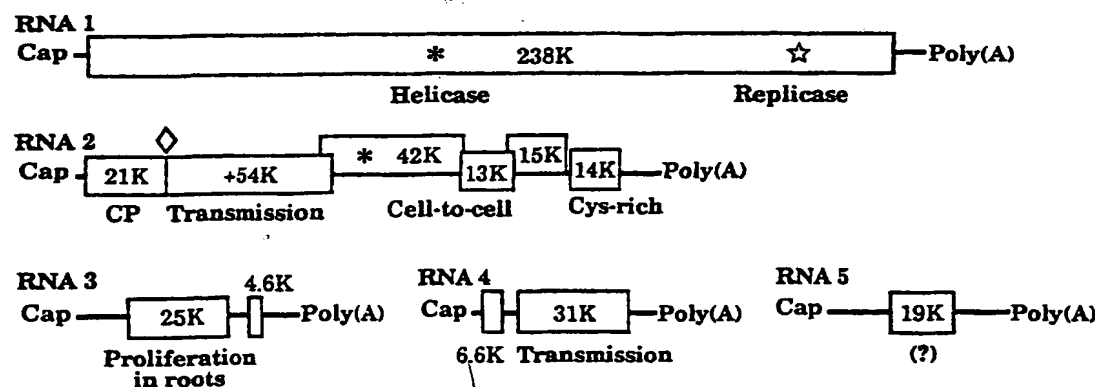 RNA 1
Cap * 238K ☆ Poly(A)
Helicase Replicase
RNA 2 ◇
Cap 21K +54K * 42K 13K 15K 14K Poly(A)
CP Transmission Cell-to-cell Cys-rich
RNA 3 4.6K
Cap 25K Poly(A)
Proliferation
in roots
RNA 4
Cap 31K Poly(A)
6.6K Transmission
RNA 5
Cap 19K Poly(A)
(?)